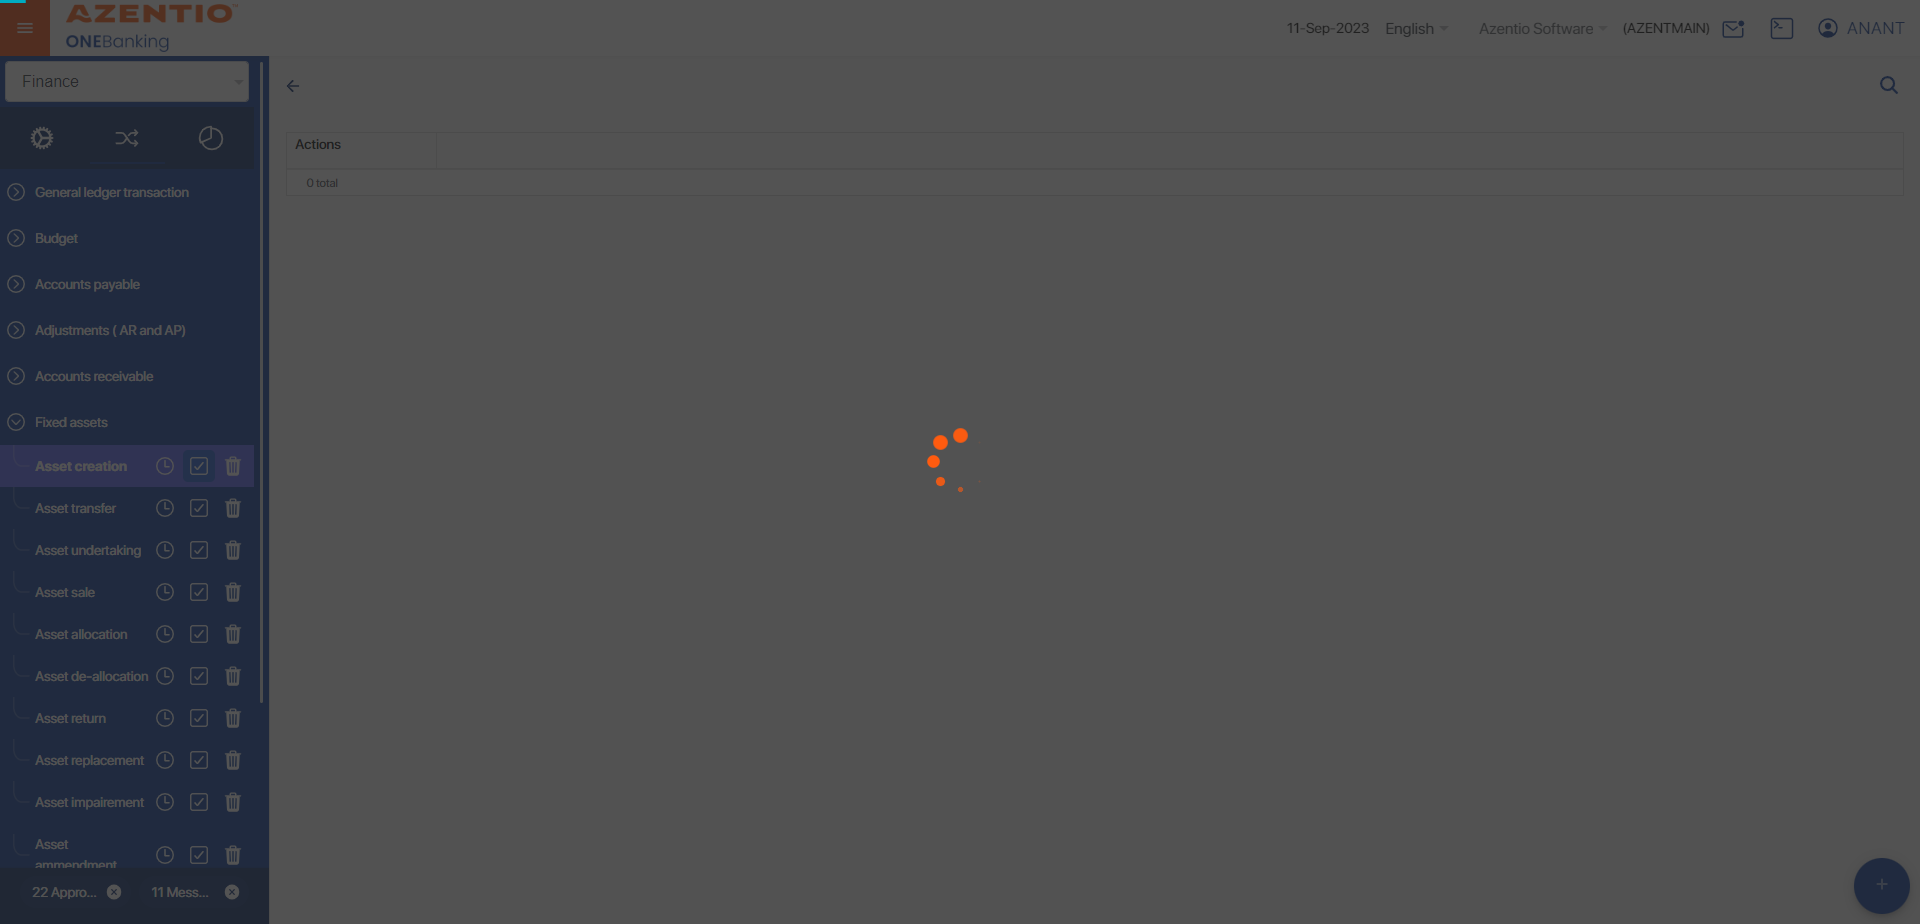 AZENTIO™
ONEBanking
11-Sep-2023 English Azentio Software (AZENTMAIN) ANANT
Finance
General ledger transaction
Budget
Accounts payable
Adjustments ( AR and AP)
Accounts receivable
Fixed assets
Asset creation
Asset transfer
Asset undertaking
Asset sale
Asset allocation
Asset de-allocation
Asset return
Asset replacement
Asset impairement
Asset
ammendment
22 Appro... 11 Mess...
Actions
0 total